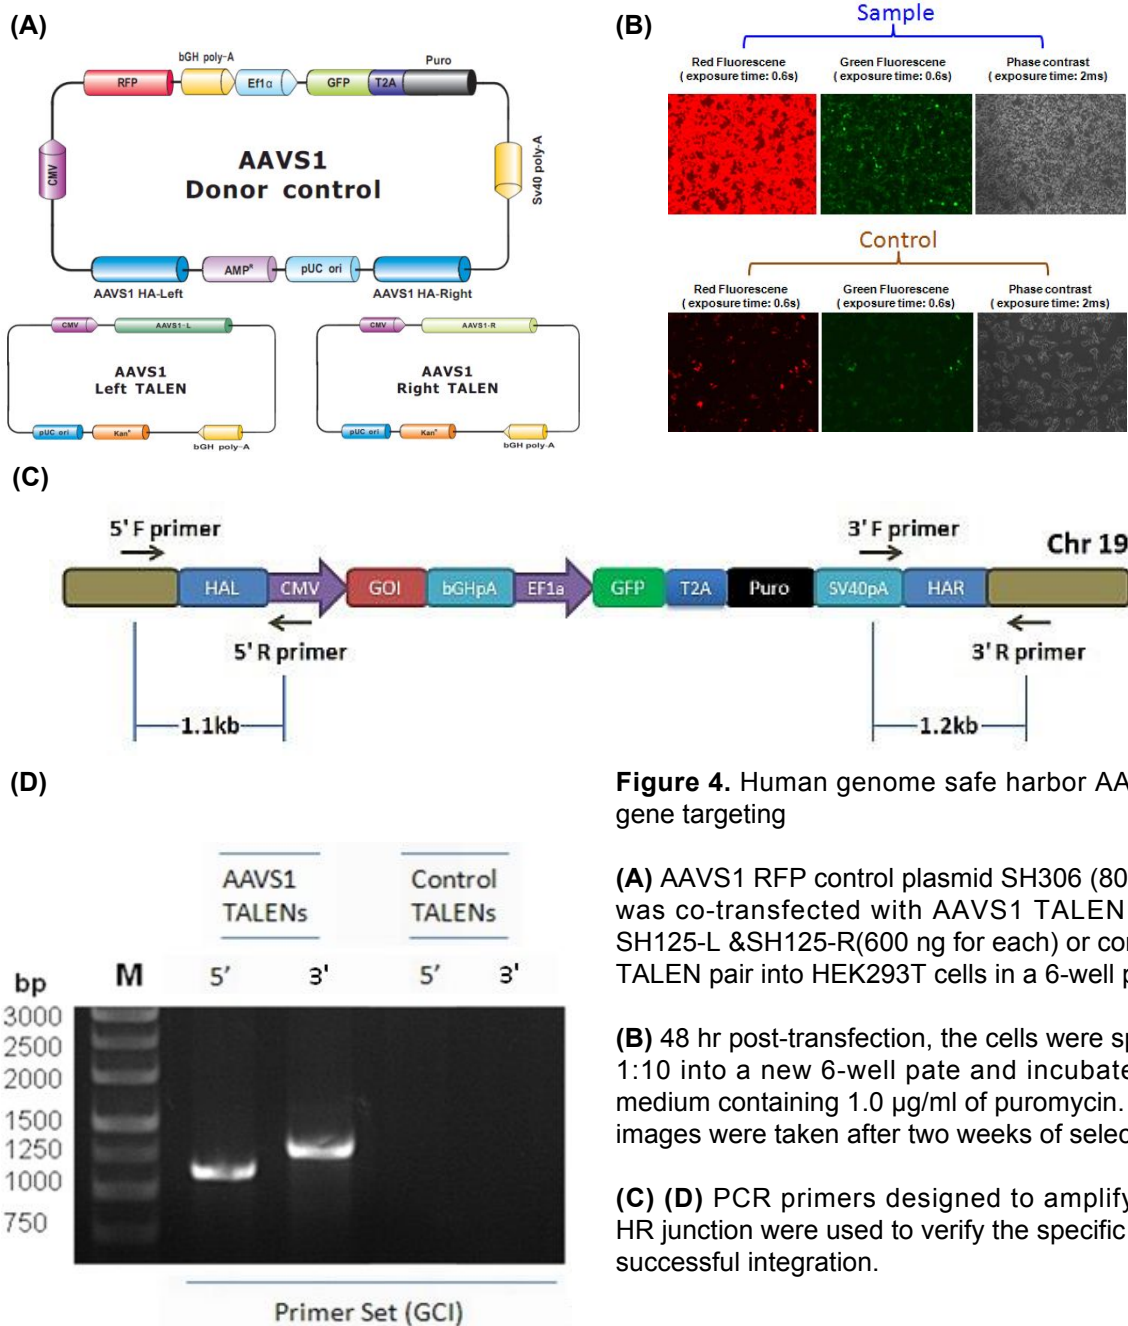 (A)
bGH poly-A
Puro
RFP
Ef1α
GFP
T2A
CMV
AAVS1
Donor control
Sv40 poly-A
AMPᴿ
pUC ori
AAVS1 HA-Left
AAVS1 HA-Right
CMV
AAVS1-L
AAVS1
Left TALEN
pUC ori
Kanᴿ
bGH poly-A
CMV
AAVS1-R
AAVS1
Right TALEN
pUC ori
Kanᴿ
bGH poly-A
(B)
Sample
Red Fluorescene
( exposure time: 0.6s)
Green Fluorescene
( exposure time: 0.6s)
Phase contrast
( exposure time: 2ms)
Control
Red Fluorescene
( exposure time: 0.6s)
Green Fluorescene
( exposure time: 0.6s)
Phase contrast
( exposure time: 2ms)
(C)
5' F primer
3' F primer
Chr 19
HAL
CMV
GOI
bGHpA
EF1a
GFP
T2A
Puro
SV40pA
HAR
5' R primer
3' R primer
1.1kb
1.2kb
(D)
AAVS1
TALENs
Control
TALENs
bp
M
5'
3'
5'
3'
3000
2500
2000
1500
1250
1000
750
Primer Set (GCI)
Figure 4. Human genome safe harbor AA
gene targeting
(A) AAVS1 RFP control plasmid SH306 (80
was co-transfected with AAVS1 TALEN
SH125-L &SH125-R(600 ng for each) or con
TALEN pair into HEK293T cells in a 6-well p
(B) 48 hr post-transfection, the cells were sp
1:10 into a new 6-well pate and incubate
medium containing 1.0 µg/ml of puromycin.
images were taken after two weeks of selec
(C) (D) PCR primers designed to amplify
HR junction were used to verify the specific
successful integration.